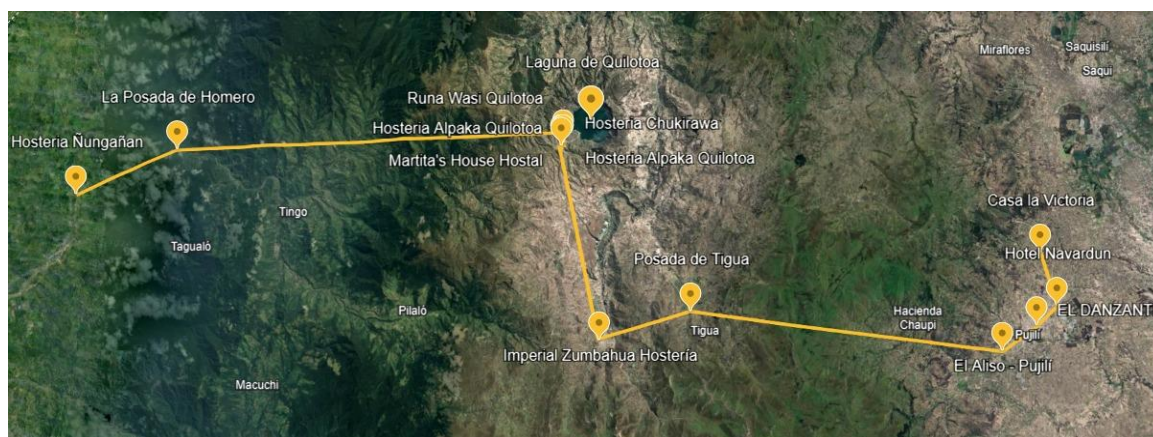 Miraflores
Saquisilí
Saqui
Laguna de Quilotoa
La Posada de Homero
Runa Wasi Quilotoa
Hosteria Ñungañan
Hosteria Alpaka Quilotoa
Hosteria Chukirawa
Martita's House Hostal
Hosteria Alpaka Quilotoa
Casa la Victoria
Tingo
Tagualó
Hotel Navardun
Posada de Tigua
Pilaló
Hacienda
Chaupi
EL DANZANT
Tigua
Pujilí
Imperial Zumbahua Hostería
El Aliso - Pujilí
Macuchi